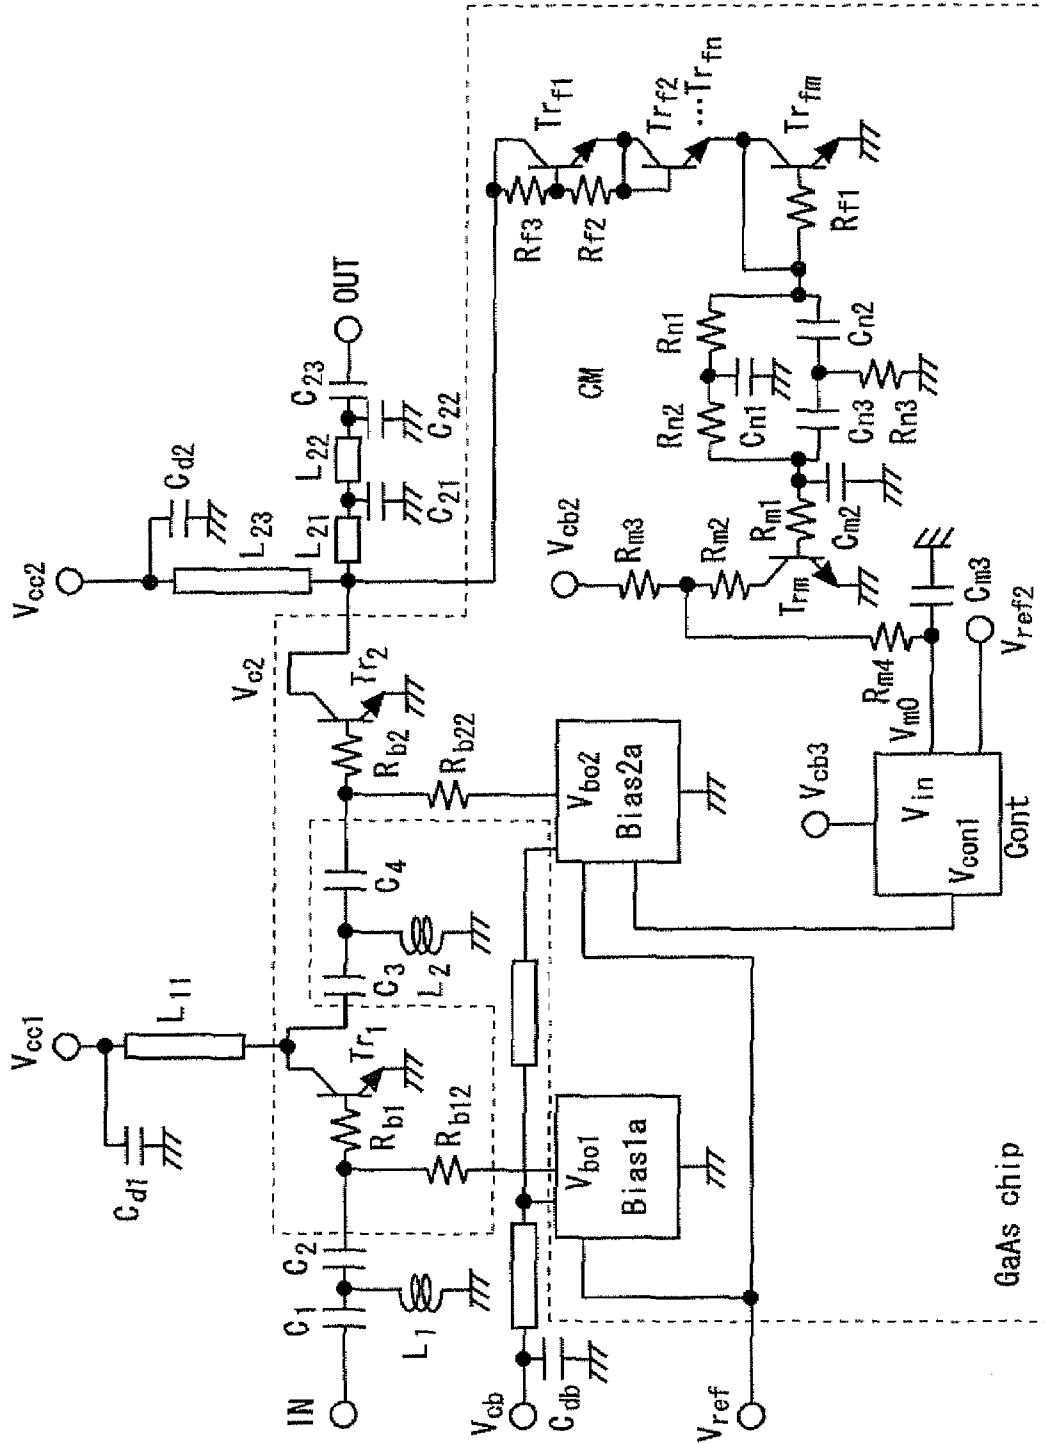 Vcc1
Cd1
L11
Vcc2
Cd2
L23
IN
C1
C2
L1
Rb1
Tr1
Rb12
C3
L2
C4
Rb2
Tr2
Rb22
Vc2
L21
C21
L22
C22
C23
OUT
Vcb
Cdb
Vref
Vbo1
Bias1a
Vbo2
Bias2a
Vcb2
Rm3
Rm2
Rm1
Trm
Cm2
Rm4
Cm3
Vm0
Vref2
Vcb3
Vin
Vcon1
Cont
CM
Rn2
Rn1
Cn1
Cn3
Cn2
Rn3
Rf3
Rf2
Rf1
Trf1
Trf2
...Trfn
Trfm
GaAs chip